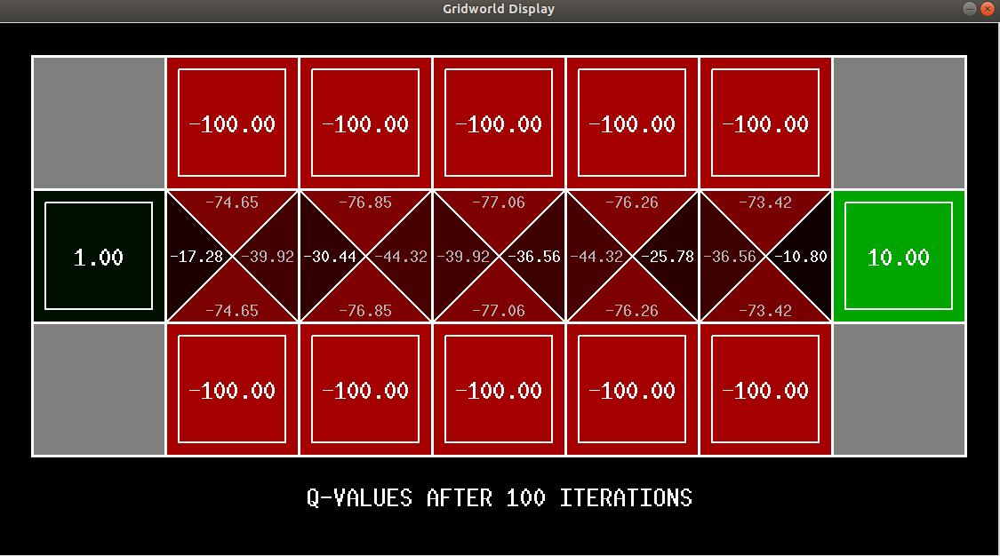 Gridworld Display
-100.00 -100.00 -100.00 -100.00 -100.00
-74.65 -76.85 -77.06 -76.26 -73.42
1.00 -17.28 -39.92 -30.44 -44.32 -39.92 -36.56 -44.32 -25.78 -36.56 -10.80 10.00
-74.65 -76.85 -77.06 -76.26 -73.42
-100.00 -100.00 -100.00 -100.00 -100.00
Q-VALUES AFTER 100 ITERATIONS